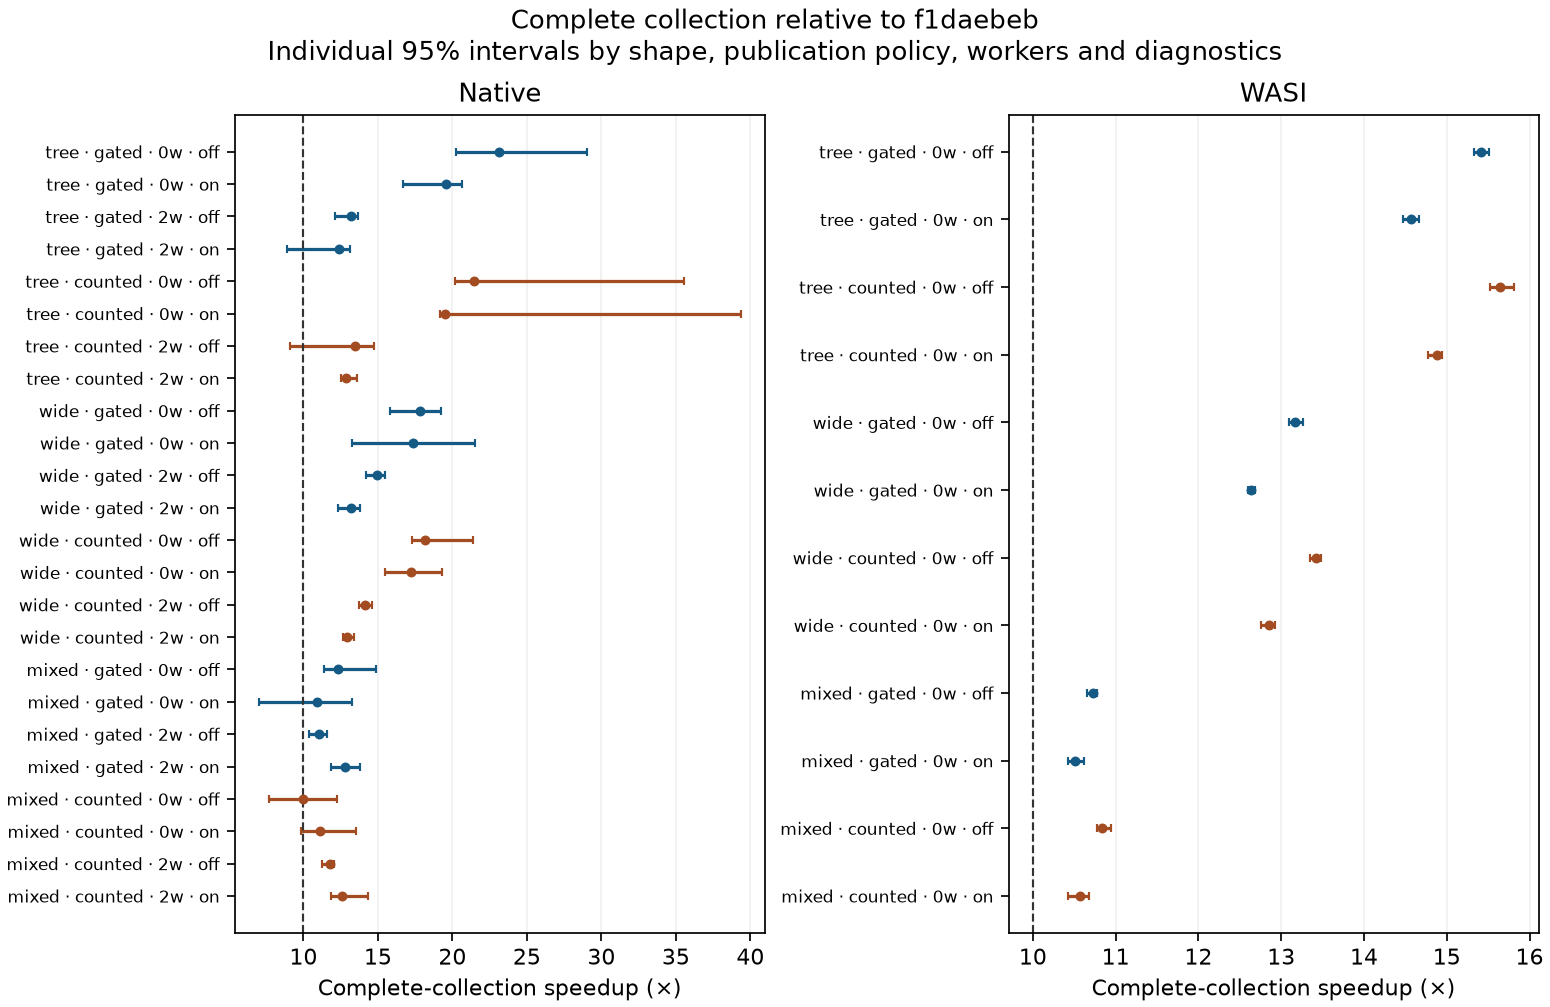 Complete collection relative to f1daebeb
Individual 95% intervals by shape, publication policy, workers and diagnostics
Native
tree · gated · 0w · off
tree · gated · 0w · on
tree · gated · 2w · off
tree · gated · 2w · on
tree · counted · 0w · off
tree · counted · 0w · on
tree · counted · 2w · off
tree · counted · 2w · on
wide · gated · 0w · off
wide · gated · 0w · on
wide · gated · 2w · off
wide · gated · 2w · on
wide · counted · 0w · off
wide · counted · 0w · on
wide · counted · 2w · off
wide · counted · 2w · on
mixed · gated · 0w · off
mixed · gated · 0w · on
mixed · gated · 2w · off
mixed · gated · 2w · on
mixed · counted · 0w · off
mixed · counted · 0w · on
mixed · counted · 2w · off
mixed · counted · 2w · on
10 15 20 25 30 35 40
Complete-collection speedup (×)
WASI
tree · gated · 0w · off
tree · gated · 0w · on
tree · counted · 0w · off
tree · counted · 0w · on
wide · gated · 0w · off
wide · gated · 0w · on
wide · counted · 0w · off
wide · counted · 0w · on
mixed · gated · 0w · off
mixed · gated · 0w · on
mixed · counted · 0w · off
mixed · counted · 0w · on
10 11 12 13 14 15 16
Complete-collection speedup (×)